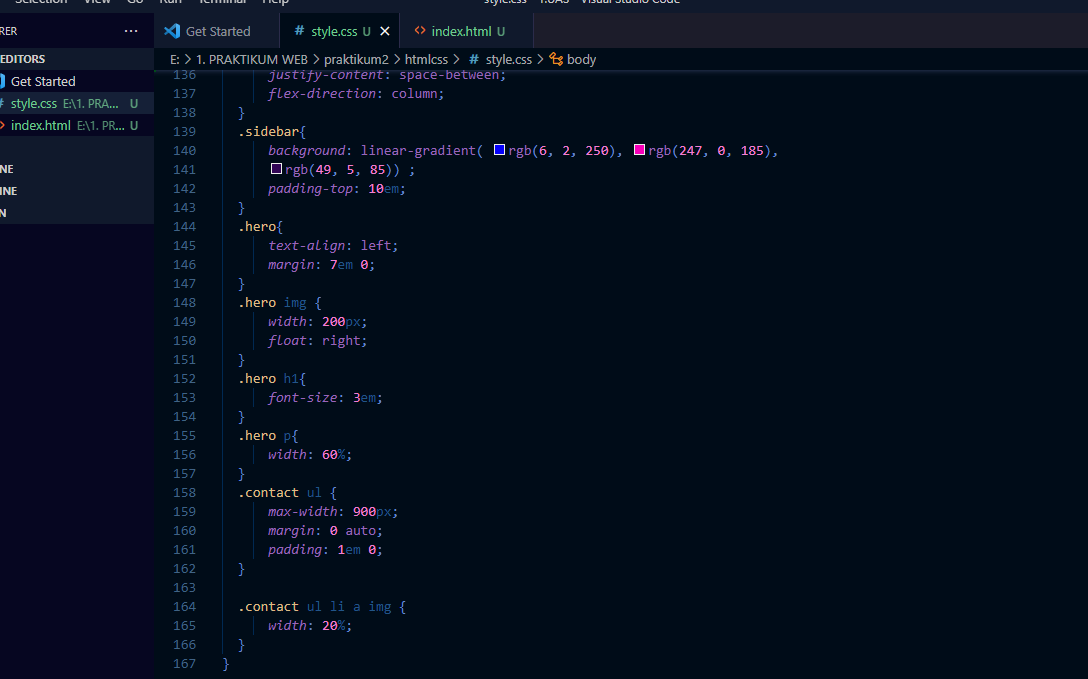 Selection View Go Run Terminal Help style.css - 1.UAS - Visual Studio Code
RER ···
Get Started # style.css U × <> index.html U
EDITORS
E: > 1. PRAKTIKUM WEB > praktikum2 > htmlcss > # style.css > body
Get Started
# style.css E:\1. PRA... U
> index.html E:\1. PR... U
NE
INE
N
136 justify-content: space-between;
137 flex-direction: column;
138 }
139 .sidebar{
140 background: linear-gradient( rgb(6, 2, 250), rgb(247, 0, 185),
141 rgb(49, 5, 85)) ;
142 padding-top: 10em;
143 }
144 .hero{
145 text-align: left;
146 margin: 7em 0;
147 }
148 .hero img {
149 width: 200px;
150 float: right;
151 }
152 .hero h1{
153 font-size: 3em;
154 }
155 .hero p{
156 width: 60%;
157 }
158 .contact ul {
159 max-width: 900px;
160 margin: 0 auto;
161 padding: 1em 0;
162 }
163
164 .contact ul li a img {
165 width: 20%;
166 }
167 }